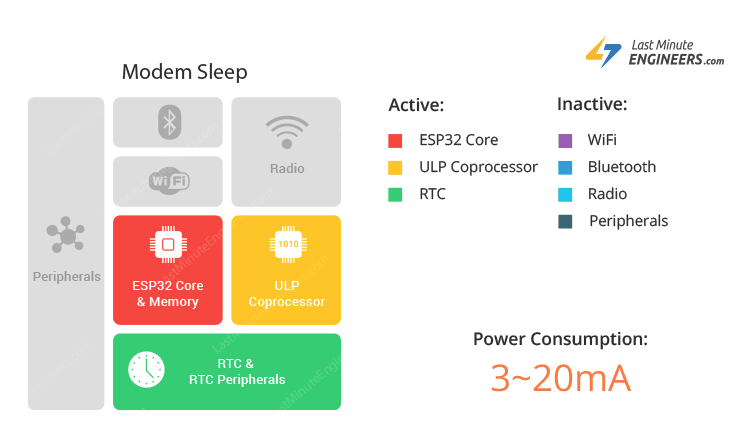 Last Minute
ENGINEERS.com
Modem Sleep
Peripherals
WiFi
Radio
ESP32 Core
& Memory
1010
ULP
Coprocessor
RTC &
RTC Peripherals
Active:
ESP32 Core
ULP Coprocessor
RTC
Inactive:
WiFi
Bluetooth
Radio
Peripherals
Power Consumption:
3~20mA